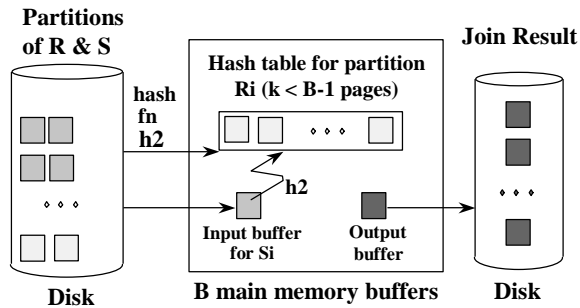 Partitions
of R & S
Join Result
Hash table for partition
Ri (k < B-1 pages)
hash
fn
h2
h2
Input buffer
for Si
Output
buffer
Disk
B main memory buffers
Disk